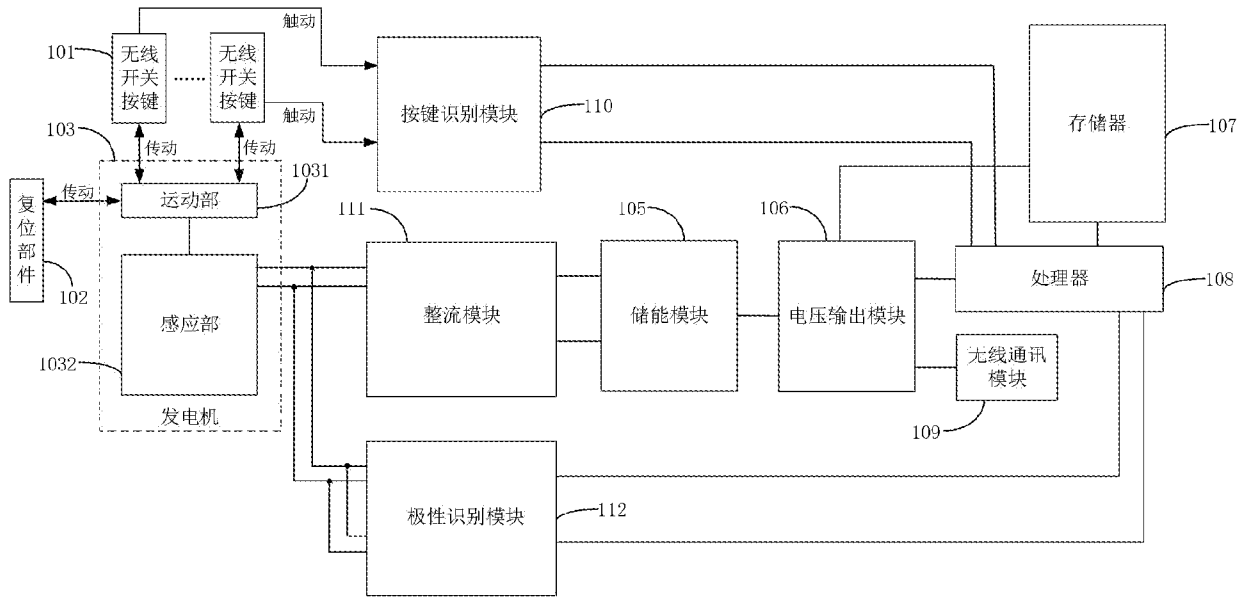 触动
101
无线
开关
按键
……
无线
开关
按键
触动
按键识别模块
110
存储器
107
103
传动
传动
1031
传动
运动部
复
位
部
件
102
感应部
1032
发电机
111
整流模块
105
储能模块
106
电压输出模块
处理器
108
无线通讯
模块
109
极性识别模块
112